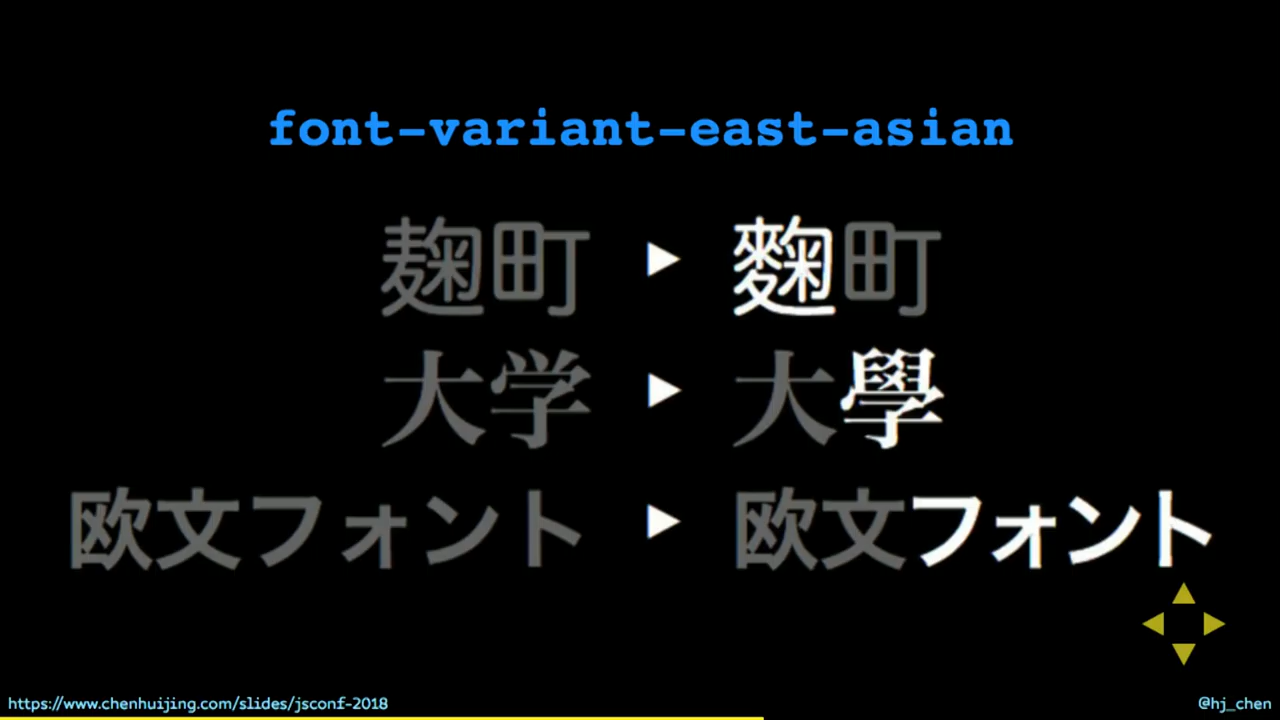 font-variant-east-asian
麹町 ▶ 麴町
大学 ▶ 大學
欧文フォント ▶ 欧文フォント
https://www.chenhuijing.com/slides/jsconf-2018
@hj_chen